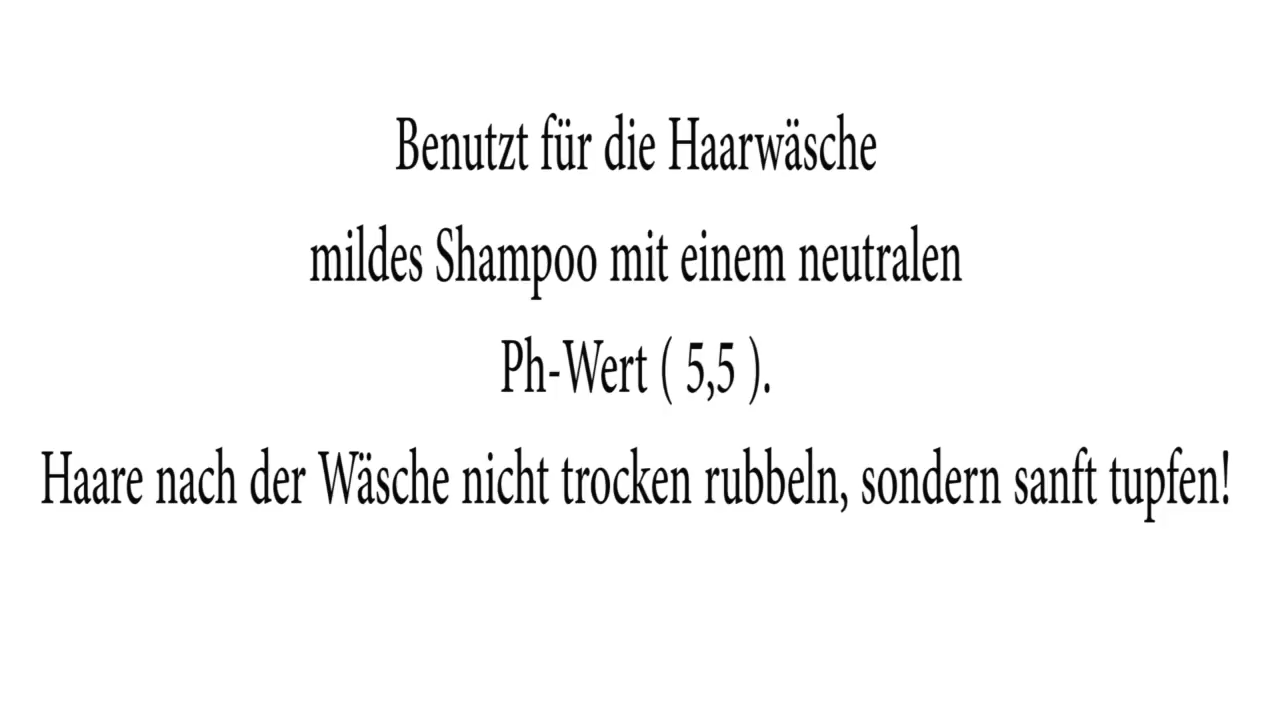 Benutzt für die Haarwäsche
mildes Shampoo mit einem neutralen
Ph-Wert ( 5,5 ).
Haare nach der Wäsche nicht trocken rubbeln, sondern sanft tupfen!